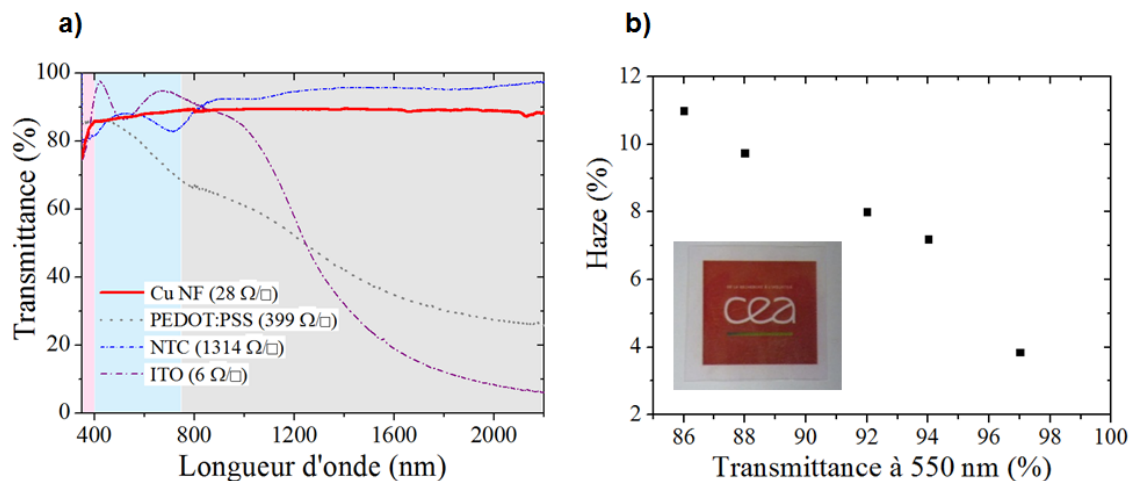 a)
b)
Transmittance (%)
100
80
60
40
20
0
Cu NF (28 Ω/□)
PEDOT:PSS (399 Ω/□)
NTC (1314 Ω/□)
ITO (6 Ω/□)
400 800 1200 1600 2000
Longueur d'onde (nm)
Haze (%)
12
10
8
6
4
2
cea
86 88 90 92 94 96 98 100
Transmittance à 550 nm (%)